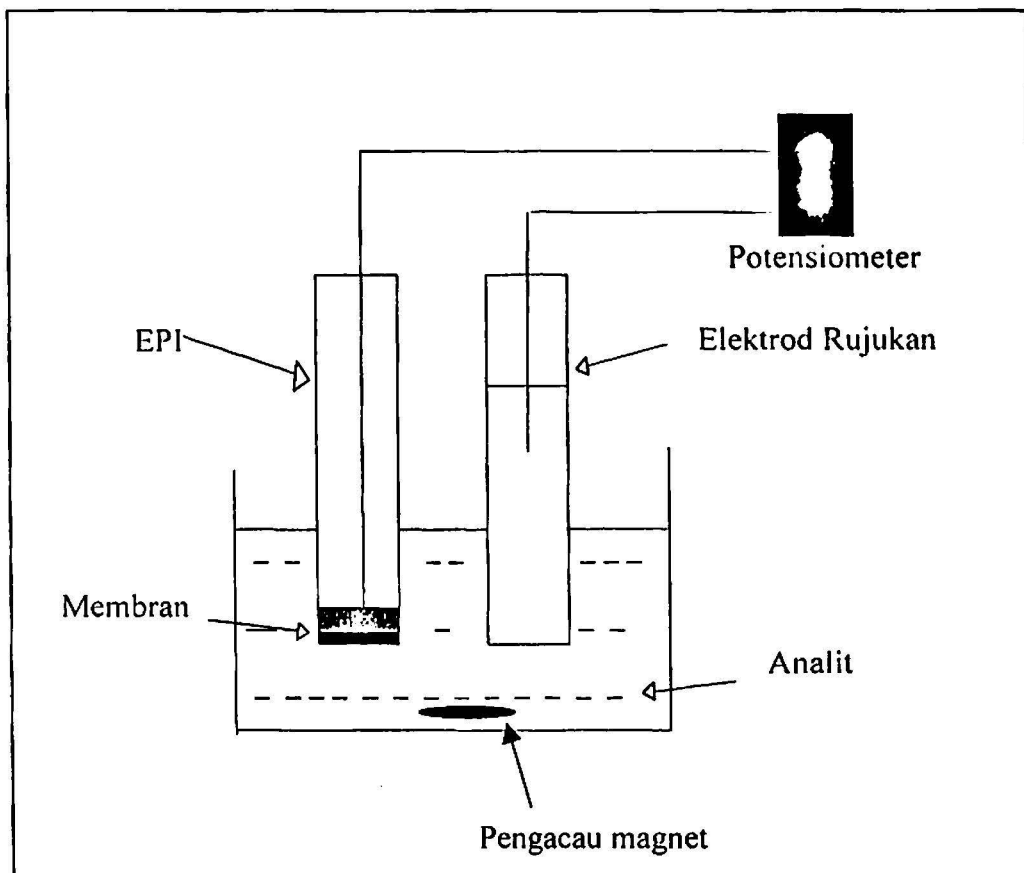 Potensiometer
EPI
Elektrod Rujukan
Membran
Analit
Pengacau magnet